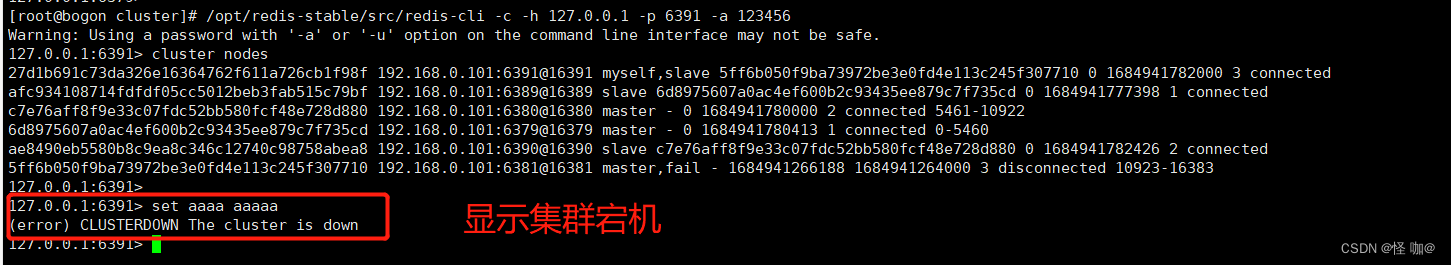 [root@bogon cluster]# /opt/redis-stable/src/redis-cli -c -h 127.0.0.1 -p 6391 -a 123456
Warning: Using a password with '-a' or '-u' option on the command line interface may not be safe.
127.0.0.1:6391> cluster nodes
27d1b691c73da326e16364762f611a726cb1f98f 192.168.0.101:6391@16391 myself,slave 5ff6b050f9ba73972be3e0fd4e113c245f307710 0 1684941782000 3 connected
afc934108714fdfdf05cc5012beb3fab515c79bf 192.168.0.101:6389@16389 slave 6d8975607a0ac4ef600b2c93435ee879c7f735cd 0 1684941777398 1 connected
c7e76aff8f9e33c07fdc52bb580fcf48e728d880 192.168.0.101:6380@16380 master - 0 1684941780000 2 connected 5461-10922
6d8975607a0ac4ef600b2c93435ee879c7f735cd 192.168.0.101:6379@16379 master - 0 1684941780413 1 connected 0-5460
ae8490eb5580b8c9ea8c346c12740c98758abea8 192.168.0.101:6390@16390 slave c7e76aff8f9e33c07fdc52bb580fcf48e728d880 0 1684941782426 2 connected
5ff6b050f9ba73972be3e0fd4e113c245f307710 192.168.0.101:6381@16381 master,fail - 1684941266188 1684941264000 3 disconnected 10923-16383
127.0.0.1:6391>
127.0.0.1:6391> set aaaa aaaaa
(error) CLUSTERDOWN The cluster is down
显示集群宕机
127.0.0.1:6391>
CSDN @怪 咖@